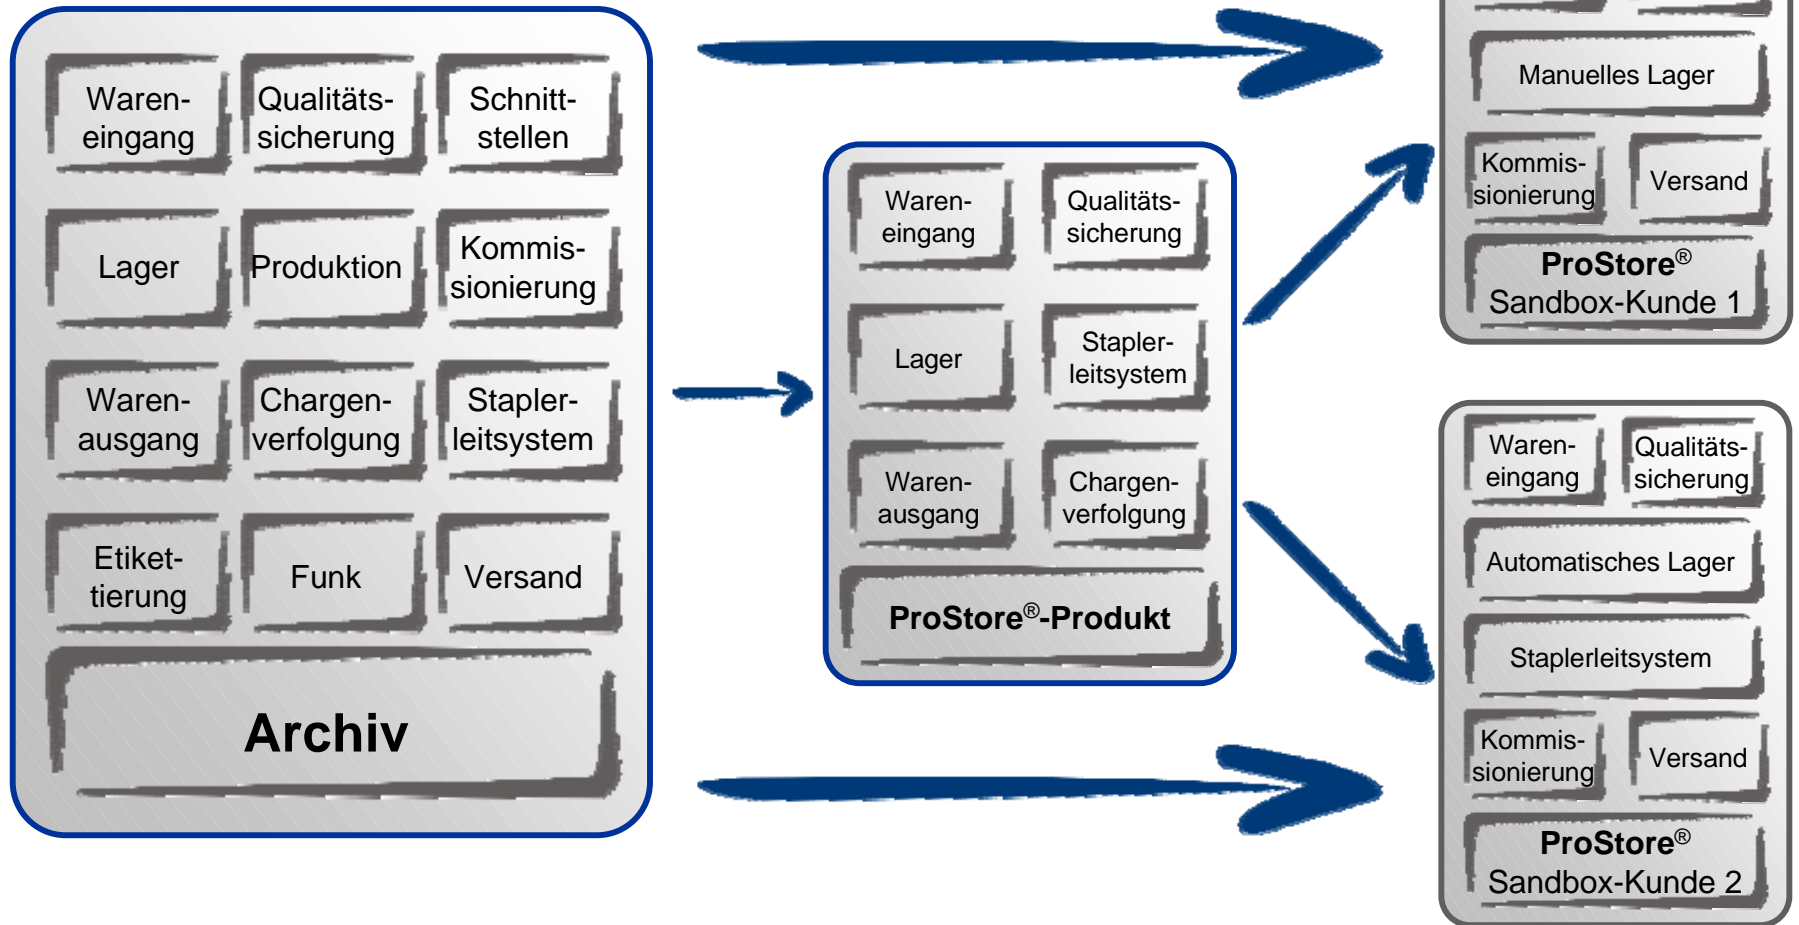 Waren-
eingang
Qualitäts-
sicherung
Schnitt-
stellen
Lager
Produktion
Kommis-
sionierung
Waren-
ausgang
Chargen-
verfolgung
Stapler-
leitsystem
Etiket-
tierung
Funk
Versand
Archiv
Waren-
eingang
Qualitäts-
sicherung
Lager
Stapler-
leitsystem
Waren-
ausgang
Chargen-
verfolgung
ProStore®-Produkt
Manuelles Lager
Kommis-
sionierung
Versand
ProStore®
Sandbox-Kunde 1
Waren-
eingang
Qualitäts-
sicherung
Automatisches Lager
Staplerleitsystem
Kommis-
sionierung
Versand
ProStore®
Sandbox-Kunde 2